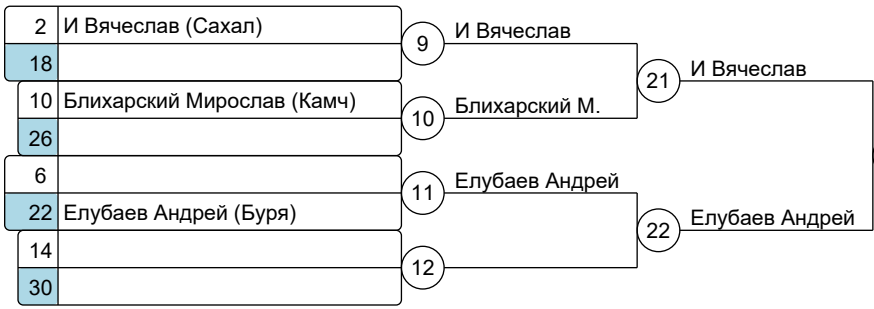 2 И Вячеслав (Сахал)
18
10 Блихарский Мирослав (Камч)
26
6
22 Елубаев Андрей (Буря)
14
30
9 И Вячеслав
10 Блихарский М.
11 Елубаев Андрей
12
21 И Вячеслав
22 Елубаев Андрей